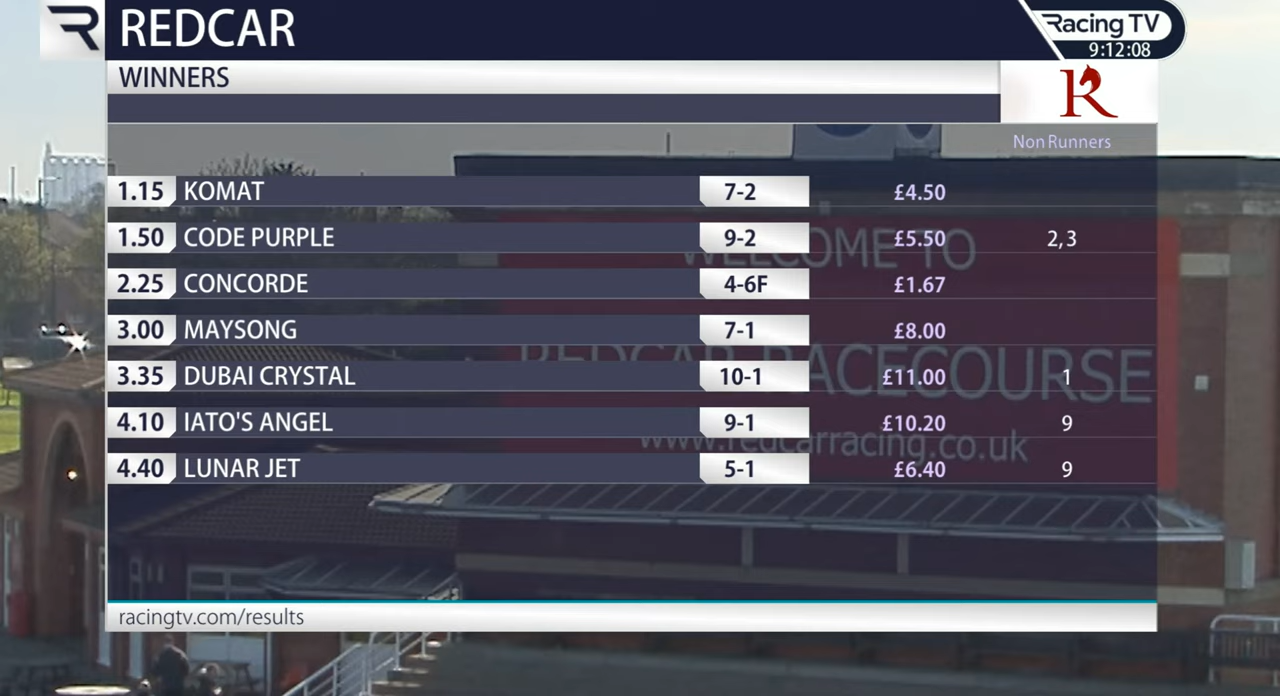 REDCAR
Racing TV
9:12:08
WINNERS
R
Non Runners
1.15 KOMAT 7-2 £4.50
1.50 CODE PURPLE 9-2 £5.50 2,3
2.25 CONCORDE 4-6F £1.67
3.00 MAYSONG 7-1 £8.00
3.35 DUBAI CRYSTAL 10-1 £11.00 1
4.10 IATO'S ANGEL 9-1 £10.20 9
4.40 LUNAR JET 5-1 £6.40 9
WELCOME TO
REDCAR RACECOURSE
www.redcarracing.co.uk
racingtv.com/results